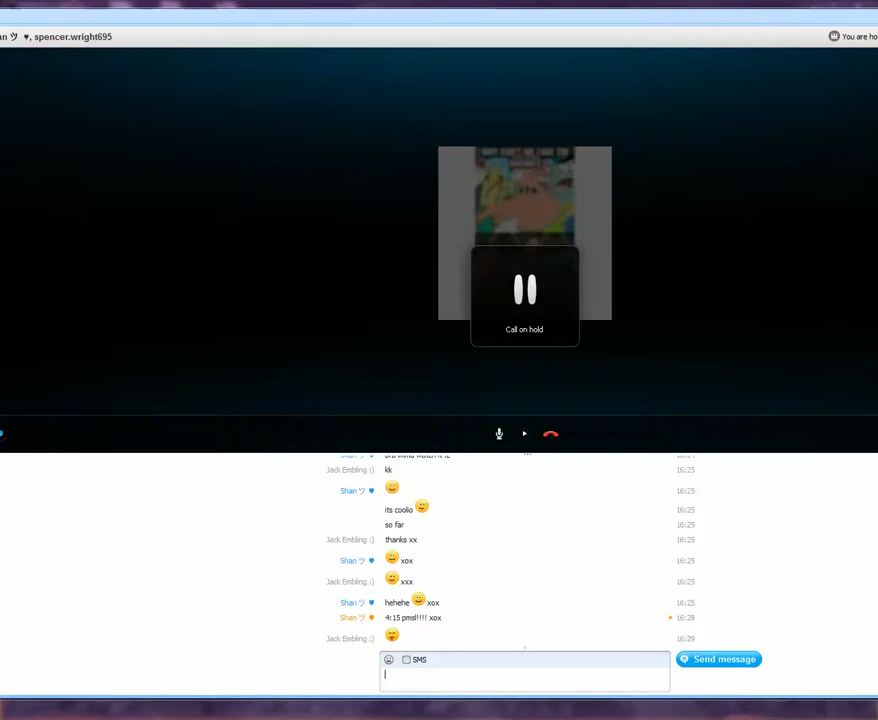 an ツ ♥, spencer.wright695
You are ho
Call on hold
Jack Embling :) kk 16:25
Shan ツ ♥ 16:25
its coolio 16:25
so far 16:25
Jack Embling :) thanks xx 16:25
Shan ツ ♥ xox 16:25
Jack Embling :) xxx 16:25
Shan ツ ♥ hehehe xox 16:25
Shan ツ ♥ 4:15 pmsl!!!! xox 16:28
Jack Embling :) 16:29
SMS
Send message